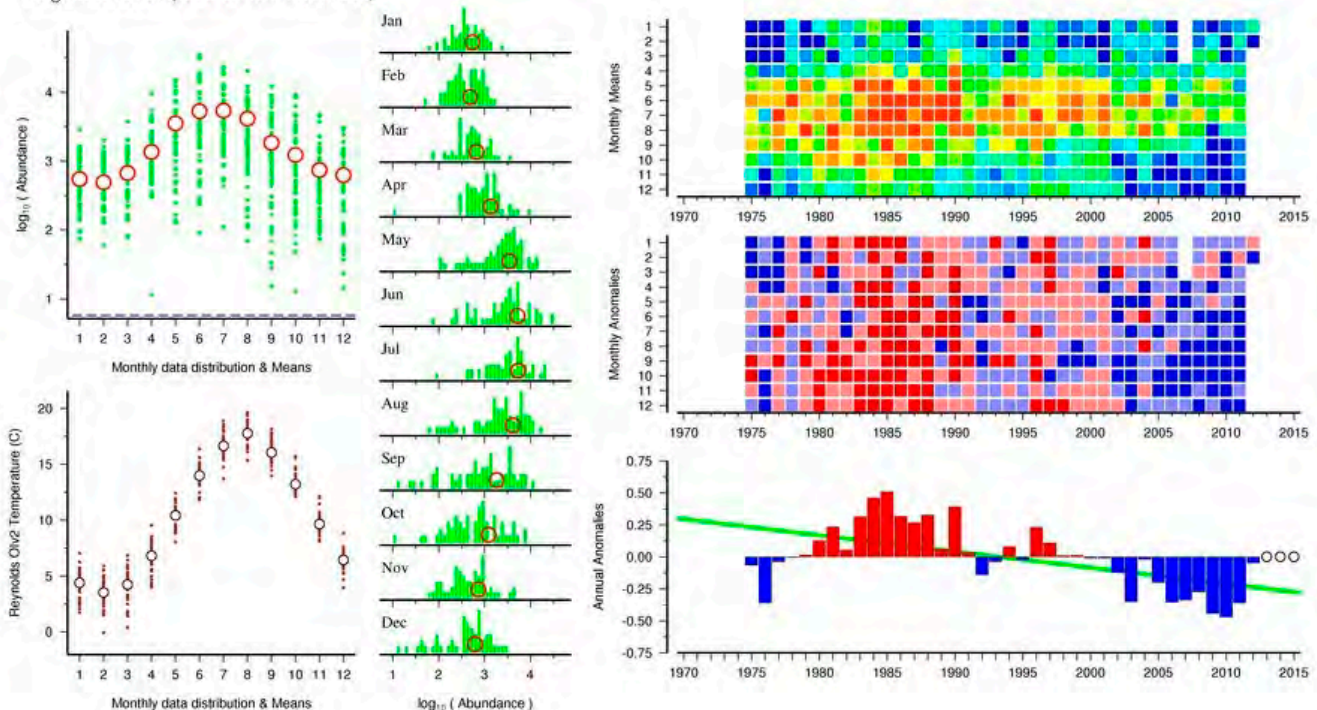 4
3
2
1
log₁₀ ( Abundance )
1 2 3 4 5 6 7 8 9 10 11 12
Monthly data distribution & Means
20
15
10
5
0
Reynolds OIv2 Temperature (C)
1 2 3 4 5 6 7 8 9 10 11 12
Monthly data distribution & Means
Jan
Feb
Mar
Apr
May
Jun
Jul
Aug
Sep
Oct
Nov
Dec
1 2 3 4
log₁₀ ( Abundance )
Monthly Means
1
2
3
4
5
6
7
8
9
10
11
12
1970 1975 1980 1985 1990 1995 2000 2005 2010 2015
Monthly Anomalies
1
2
3
4
5
6
7
8
9
10
11
12
1970 1975 1980 1985 1990 1995 2000 2005 2010 2015
Annual Anomalies
0.75
0.50
0.25
0.00
-0.25
-0.50
-0.75
1970 1975 1980 1985 1990 1995 2000 2005 2010 2015